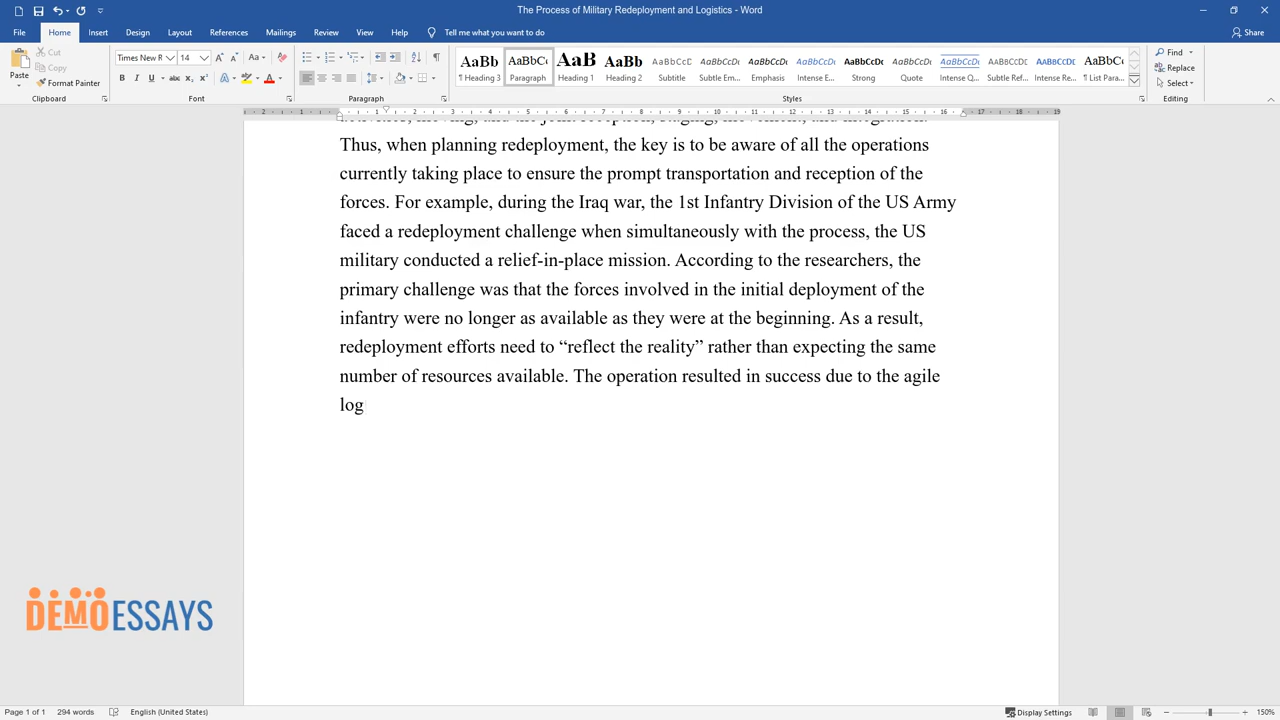 The Process of Military Redeployment and Logistics - Word
File Home Insert Design Layout References Mailings Review View Help Tell me what you want to do Share
Paste Cut Copy Format Painter Clipboard
Times New R 14 Font
Paragraph
AaBb AaBbCc AaB AaBb AaBbCcD AaBbCcDc AaBbCcDc AaBbCcDc AaBbCcDc AaBbCcDc AaBbCcDc AaBbCcDc AaBbCcDc AaBbCc
¶ Heading 3 Paragraph Heading 1 Heading 2 Subtitle Subtle Em... Emphasis Intense E... Strong Quote Intense Q... Subtle Ref... Intense Re... ¶ List Para...
Styles
Find Replace Select Editing
Thus, when planning redeployment, the key is to be aware of all the operations
currently taking place to ensure the prompt transportation and reception of the
forces. For example, during the Iraq war, the 1st Infantry Division of the US Army
faced a redeployment challenge when simultaneously with the process, the US
military conducted a relief-in-place mission. According to the researchers, the
primary challenge was that the forces involved in the initial deployment of the
infantry were no longer as available as they were at the beginning. As a result,
redeployment efforts need to “reflect the reality” rather than expecting the same
number of resources available. The operation resulted in success due to the agile
log
DEMOESSAYS
Page 1 of 1 294 words English (United States) Display Settings 150%